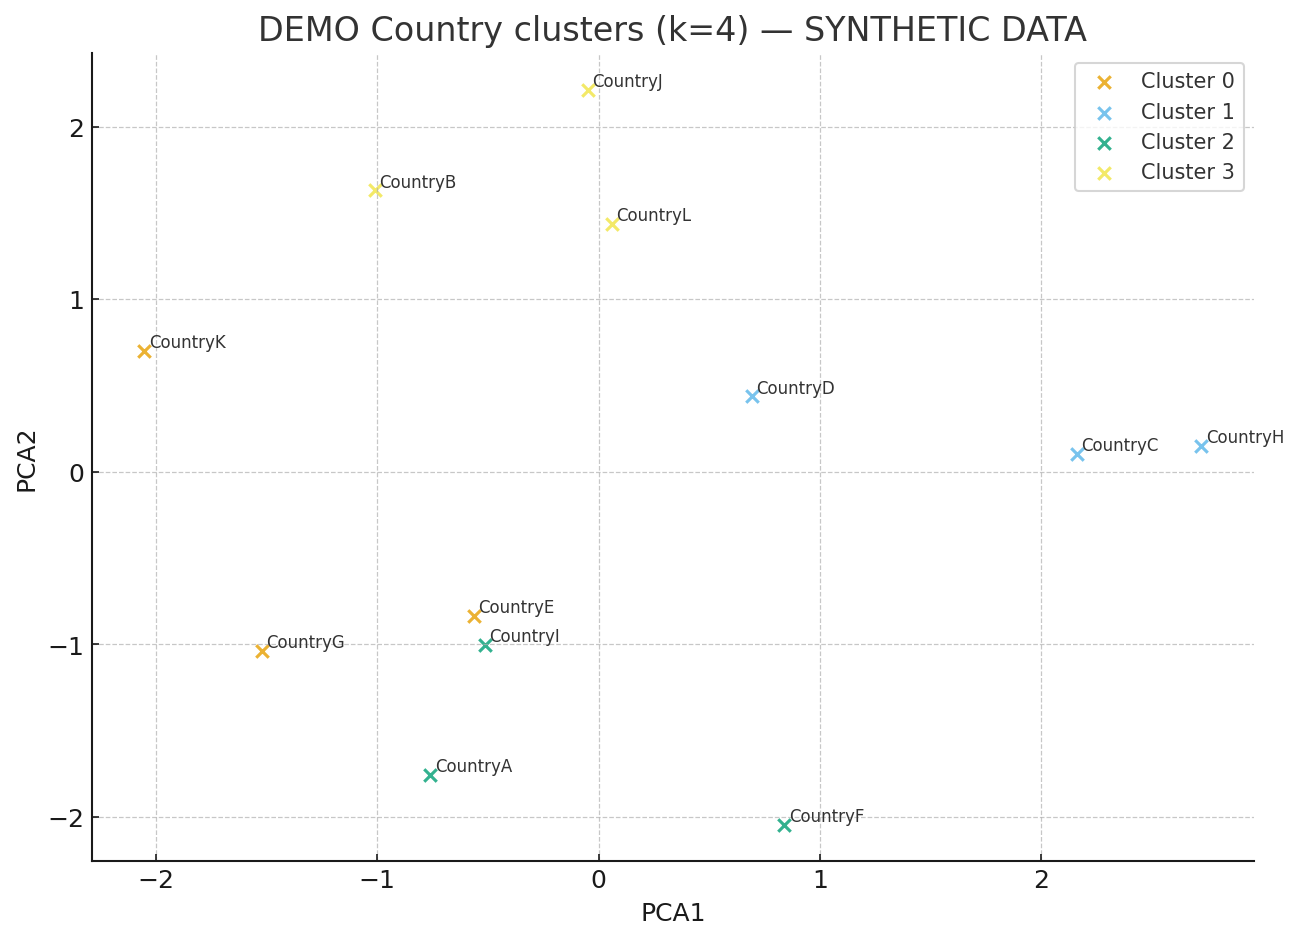 DEMO Country clusters (k=4) — SYNTHETIC DATA
Cluster 0
Cluster 1
Cluster 2
Cluster 3
CountryJ
CountryB
CountryL
CountryK
CountryD
CountryH
CountryC
CountryE
CountryI
CountryG
CountryA
CountryF
2
1
0
−1
−2
PCA2
−2
−1
0
1
2
PCA1